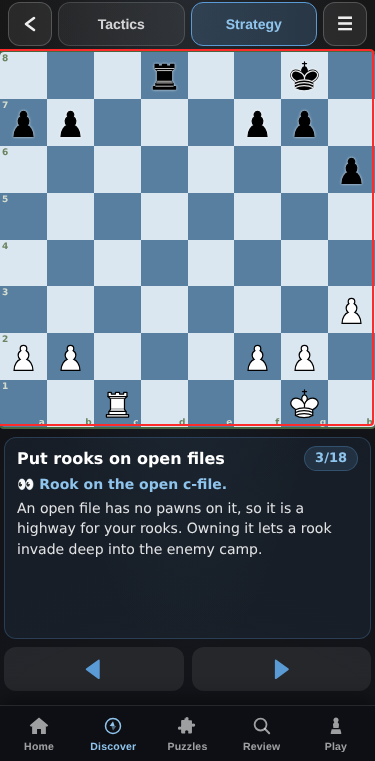 Tactics
Strategy
8
7
6
5
4
3
2
1
a
b
c
d
e
f
g
h
Put rooks on open files
3/18
Rook on the open c-file.
An open file has no pawns on it, so it is a
highway for your rooks. Owning it lets a rook
invade deep into the enemy camp.
Home
Discover
Puzzles
Review
Play